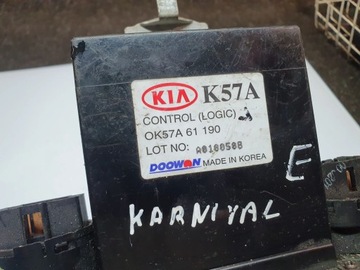 KIA K57A
CONTROL (LOGIC)
OK57A 61 190
LOT NO: A0100508
DOOWON MADE IN KOREA
E
KARNIVAL